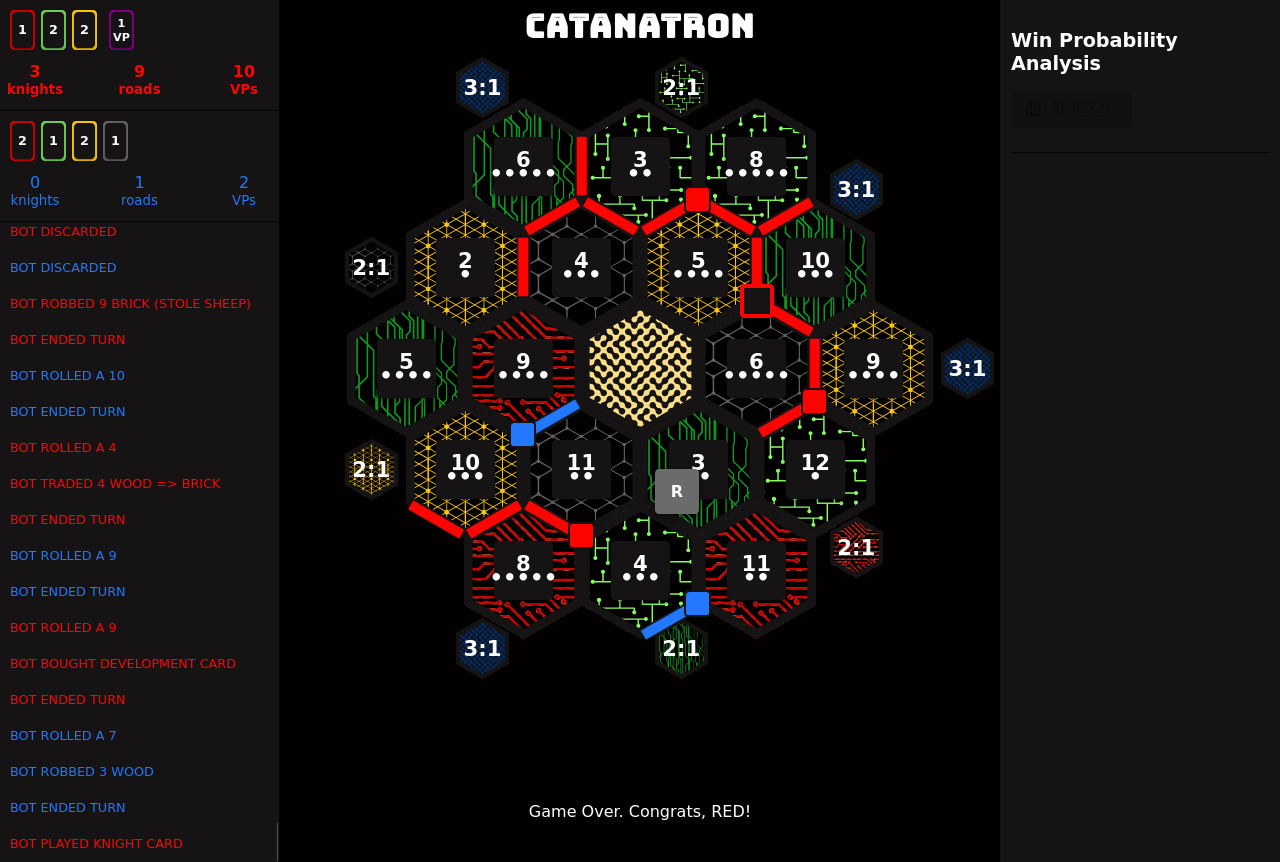 CATANATRON
1 2 2 1 VP
3 9 10
knights roads VPs
2 1 2 1
0 1 2
knights roads VPs
BOT DISCARDED
BOT DISCARDED
BOT ROBBED 9 BRICK (STOLE SHEEP)
BOT ENDED TURN
BOT ROLLED A 10
BOT ENDED TURN
BOT ROLLED A 4
BOT TRADED 4 WOOD => BRICK
BOT ENDED TURN
BOT ROLLED A 9
BOT ENDED TURN
BOT ROLLED A 9
BOT BOUGHT DEVELOPMENT CARD
BOT ENDED TURN
BOT ROLLED A 7
BOT ROBBED 3 WOOD
BOT ENDED TURN
BOT PLAYED KNIGHT CARD
3:1 2:1
6 3 8
3:1
2:1 2 4 5 10
5 9 6 9 3:1
2:1 10 11 3 12
R
2:1
8 4 11
3:1 2:1
Game Over. Congrats, RED!
Win Probability
Analysis
ANALYZE